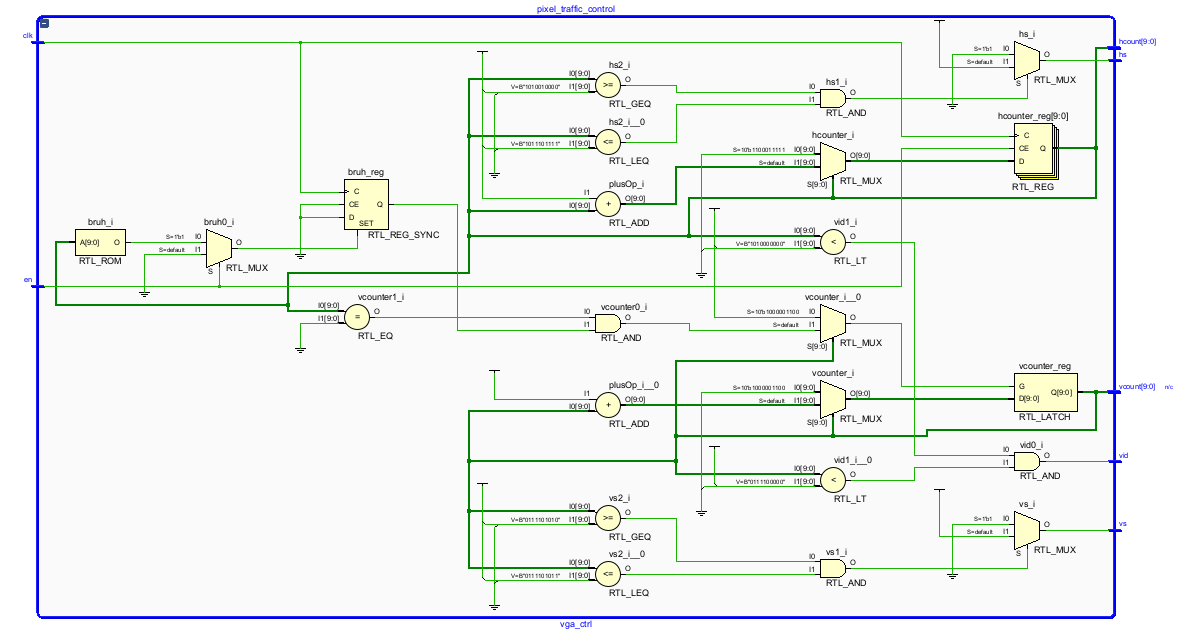 pixel_traffic_control
clk
en
hcount[9:0]
hs
vcount[9:0]
n/c
vid
vs
bruh_i
A[9:0]
O
RTL_ROM
bruh0_i
S=1'b1
I0
S=default
I1
O
S
RTL_MUX
bruh_reg
C
CE
Q
D
SET
RTL_REG_SYNC
vcounter1_i
I0[9:0]
I1[9:0]
=
O
RTL_EQ
hs2_i
I0[9:0]
V=B"1010010000"
I1[9:0]
>=
O
RTL_GEQ
hs2_i__0
I0[9:0]
V=B"1011101111"
I1[9:0]
<=
O
RTL_LEQ
plusOp_i
I1
I0[9:0]
+
O[9:0]
RTL_ADD
vcounter0_i
I0
I1
O
RTL_AND
plusOp_i__0
I1
I0[9:0]
+
O[9:0]
RTL_ADD
vs2_i
I0[9:0]
V=B"0111101010"
I1[9:0]
>=
O
RTL_GEQ
vs2_i__0
I0[9:0]
V=B"0111101011"
I1[9:0]
<=
O
RTL_LEQ
hs1_i
I0
I1
O
RTL_AND
hcounter_i
S=10'b1100011111
I0[9:0]
S=default
I1[9:0]
O[9:0]
S[9:0]
RTL_MUX
vid1_i
I0[9:0]
V=B"1010000000"
I1[9:0]
<
O
RTL_LT
vcounter_i__0
S=10'b1000001100
I0
S=default
I1
O
S[9:0]
RTL_MUX
vcounter_i
S=10'b1000001100
I0[9:0]
S=default
I1[9:0]
O[9:0]
S[9:0]
RTL_MUX
vid1_i__0
I0[9:0]
V=B"0111100000"
I1[9:0]
<
O
RTL_LT
vs1_i
I0
I1
O
RTL_AND
hs_i
S=1'b1
I0
S=default
I1
O
S
RTL_MUX
hcounter_reg[9:0]
C
CE
Q
D
RTL_REG
vcounter_reg
G
D[9:0]
Q[9:0]
RTL_LATCH
vid0_i
I0
I1
O
RTL_AND
vs_i
S=1'b1
I0
S=default
I1
O
S
RTL_MUX
vga_ctrl